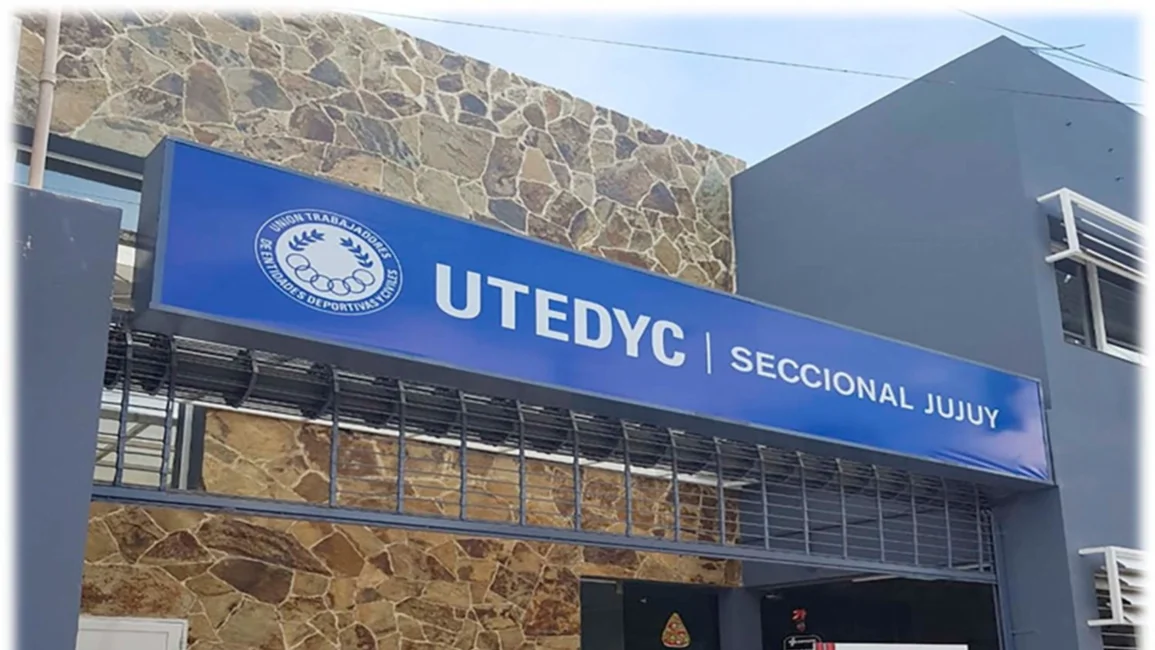 UNION TRABAJADORES
DE ENTIDADES DEPORTIVAS Y CIVILES
UTEDYC | SECCIONAL JUJUY